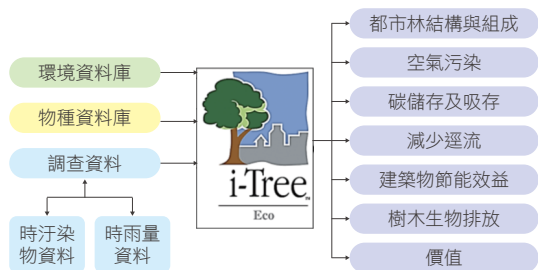 環境資料庫
物種資料庫
調查資料
時汙染
物資料
時雨量
資料
i-Tree™
Eco
都市林結構與組成
空氣污染
碳儲存及吸存
減少逕流
建築物節能效益
樹木生物排放
價值